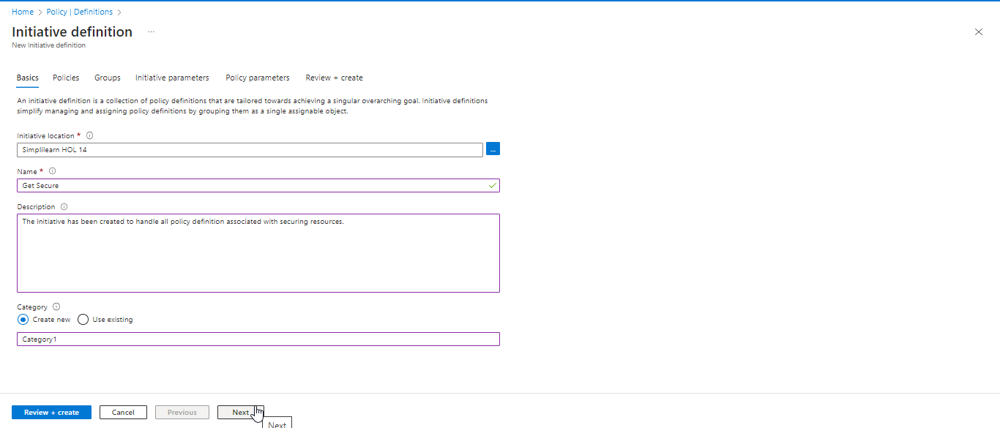 Home > Policy | Definitions >
Initiative definition ...
New Initiative definition
Basics Policies Groups Initiative parameters Policy parameters Review + create
An initiative definition is a collection of policy definitions that are tailored towards achieving a singular overarching goal. Initiative definitions
simplify managing and assigning policy definitions by grouping them as a single assignable object.
Initiative location *
Simplilearn HOL 14
...
Name *
Get Secure
Description
The initiative has been created to handle all policy definition associated with securing resources.
Category
Create new Use existing
Category1
Review + create Cancel Previous Next
Next